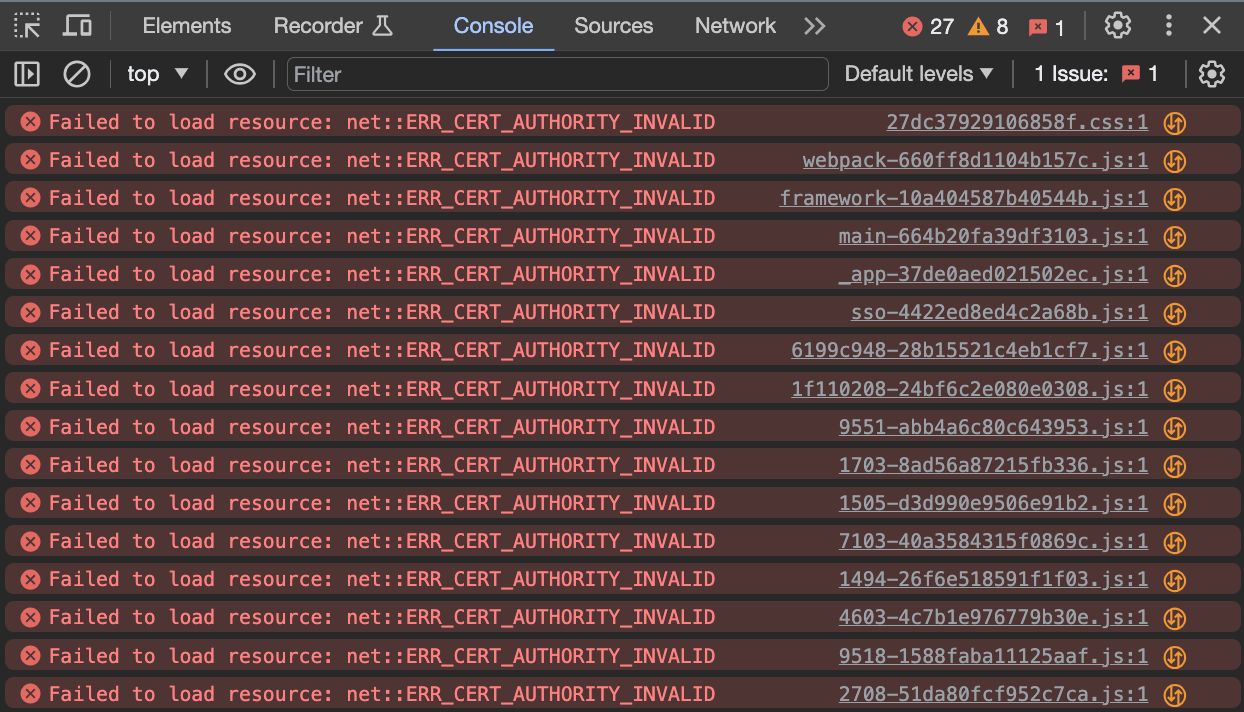 Elements Recorder Console Sources Network 27 8 1
top Filter Default levels 1 Issue: 1
Failed to load resource: net::ERR_CERT_AUTHORITY_INVALID 27dc37929106858f.css:1
Failed to load resource: net::ERR_CERT_AUTHORITY_INVALID webpack-660ff8d1104b157c.js:1
Failed to load resource: net::ERR_CERT_AUTHORITY_INVALID framework-10a404587b40544b.js:1
Failed to load resource: net::ERR_CERT_AUTHORITY_INVALID main-664b20fa39df3103.js:1
Failed to load resource: net::ERR_CERT_AUTHORITY_INVALID _app-37de0aed021502ec.js:1
Failed to load resource: net::ERR_CERT_AUTHORITY_INVALID sso-4422ed8ed4c2a68b.js:1
Failed to load resource: net::ERR_CERT_AUTHORITY_INVALID 6199c948-28b15521c4eb1cf7.js:1
Failed to load resource: net::ERR_CERT_AUTHORITY_INVALID 1f110208-24bf6c2e080e0308.js:1
Failed to load resource: net::ERR_CERT_AUTHORITY_INVALID 9551-abb4a6c80c643953.js:1
Failed to load resource: net::ERR_CERT_AUTHORITY_INVALID 1703-8ad56a87215fb336.js:1
Failed to load resource: net::ERR_CERT_AUTHORITY_INVALID 1505-d3d990e9506e91b2.js:1
Failed to load resource: net::ERR_CERT_AUTHORITY_INVALID 7103-40a3584315f0869c.js:1
Failed to load resource: net::ERR_CERT_AUTHORITY_INVALID 1494-26f6e518591f1f03.js:1
Failed to load resource: net::ERR_CERT_AUTHORITY_INVALID 4603-4c7b1e976779b30e.js:1
Failed to load resource: net::ERR_CERT_AUTHORITY_INVALID 9518-1588faba11125aaf.js:1
Failed to load resource: net::ERR_CERT_AUTHORITY_INVALID 2708-51da80fcf952c7ca.js:1